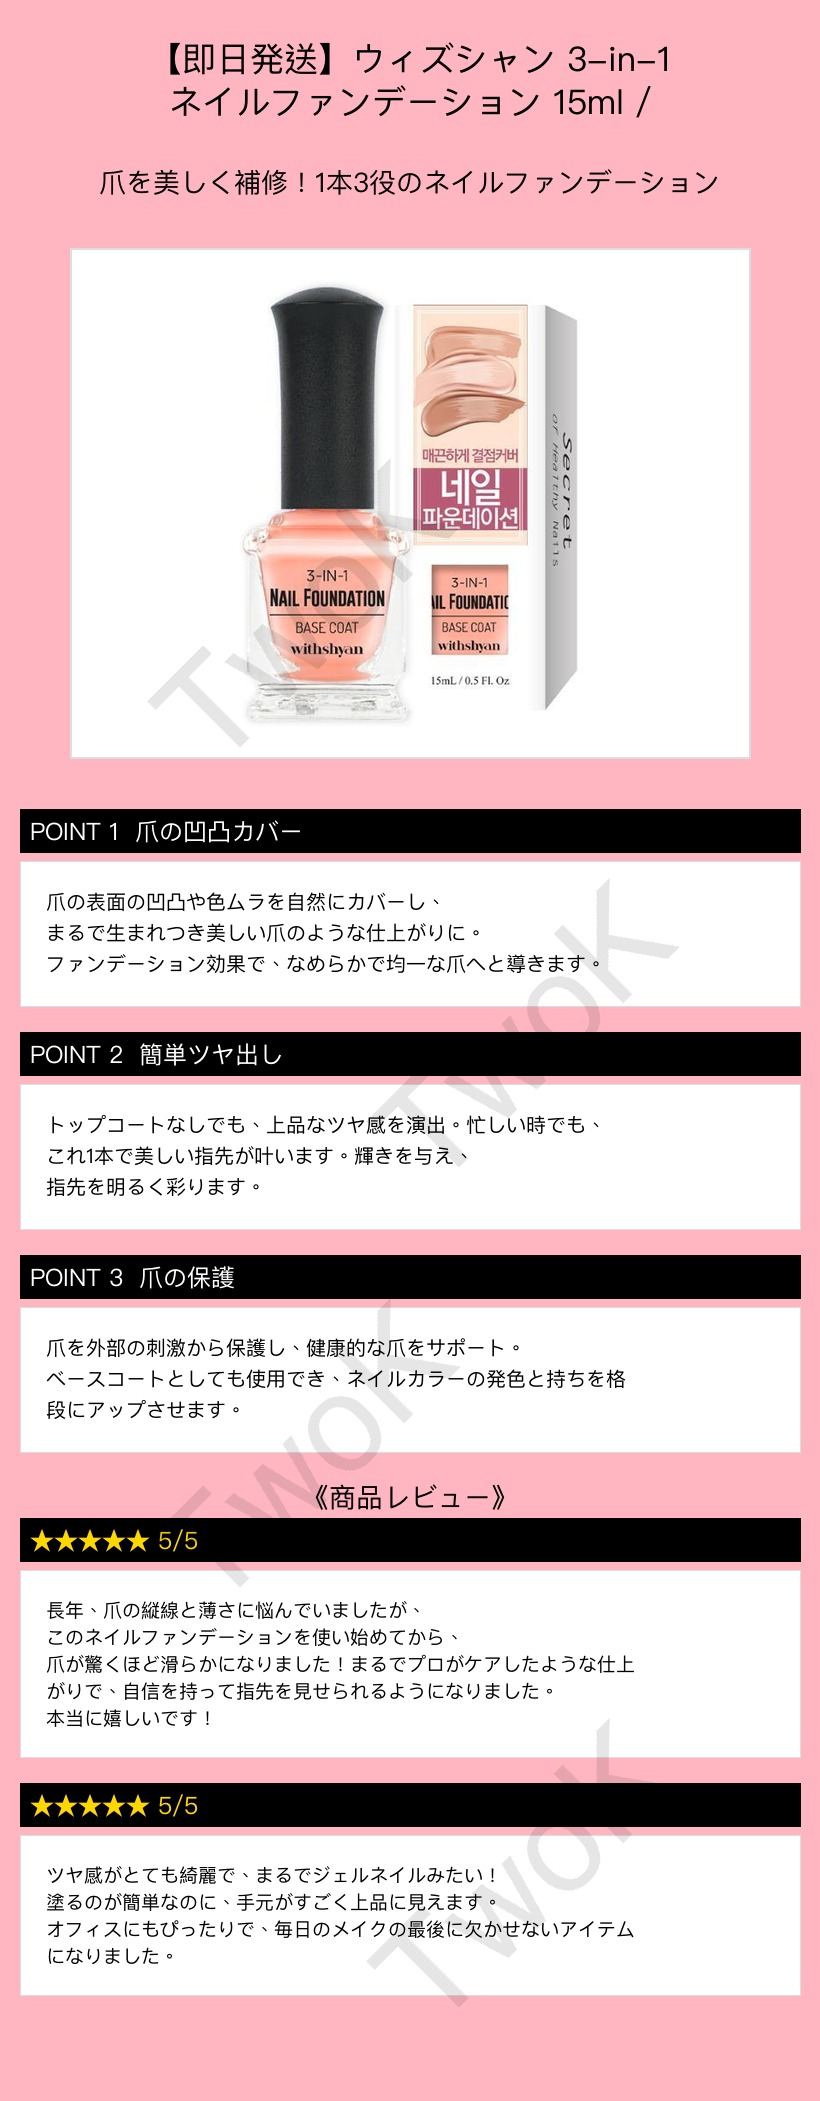 【即日発送】ウィズシャン 3-in-1
ネイルファンデーション 15ml /
爪を美しく補修！1本3役のネイルファンデーション
매끈하게 결점커버
네일
파운데이션
Secret
of Healthy Nails
3-IN-1
NAIL FOUNDATION
BASE COAT
withshyan
3-IN-1
AIL FOUNDATIC
BASE COAT
withshyan
15mL / 0.5 Fl. Oz
TwoK
POINT 1 爪の凹凸カバー
爪の表面の凹凸や色ムラを自然にカバーし、
まるで生まれつき美しい爪のような仕上がりに。
ファンデーション効果で、なめらかで均一な爪へと導きます。
TwoK
POINT 2 簡単ツヤ出し
トップコートなしでも、上品なツヤ感を演出。忙しい時でも、
これ1本で美しい指先が叶います。輝きを与え、
指先を明るく彩ります。
POINT 3 爪の保護
爪を外部の刺激から保護し、健康的な爪をサポート。
ベースコートとしても使用でき、ネイルカラーの発色と持ちを格
段にアップさせます。
TwoK
《商品レビュー》
★★★★★ 5/5
長年、爪の縦線と薄さに悩んでいましたが、
このネイルファンデーションを使い始めてから、
爪が驚くほど滑らかになりました！まるでプロがケアしたような仕上
がりで、自信を持って指先を見せられるようになりました。
本当に嬉しいです！
★★★★★ 5/5
ツヤ感がとても綺麗で、まるでジェルネイルみたい！
塗るのが簡単なのに、手元がすごく上品に見えます。
オフィスにもぴったりで、毎日のメイクの最後に欠かせないアイテム
になりました。
TwoK